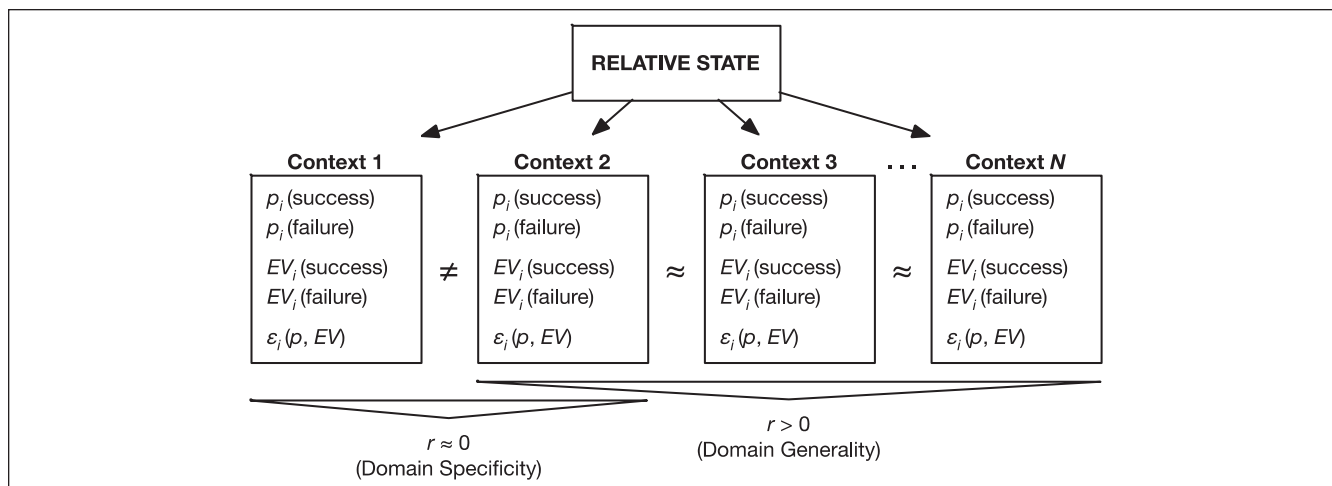 RELATIVE STATE
Context 1
Context 2
Context 3
...
Context N
p_i (success)
p_i (failure)
EV_i (success)
EV_i (failure)
ε_i (p, EV)
≠
p_i (success)
p_i (failure)
EV_i (success)
EV_i (failure)
ε_i (p, EV)
≈
p_i (success)
p_i (failure)
EV_i (success)
EV_i (failure)
ε_i (p, EV)
≈
p_i (success)
p_i (failure)
EV_i (success)
EV_i (failure)
ε_i (p, EV)
r ≈ 0
(Domain Specificity)
r > 0
(Domain Generality)